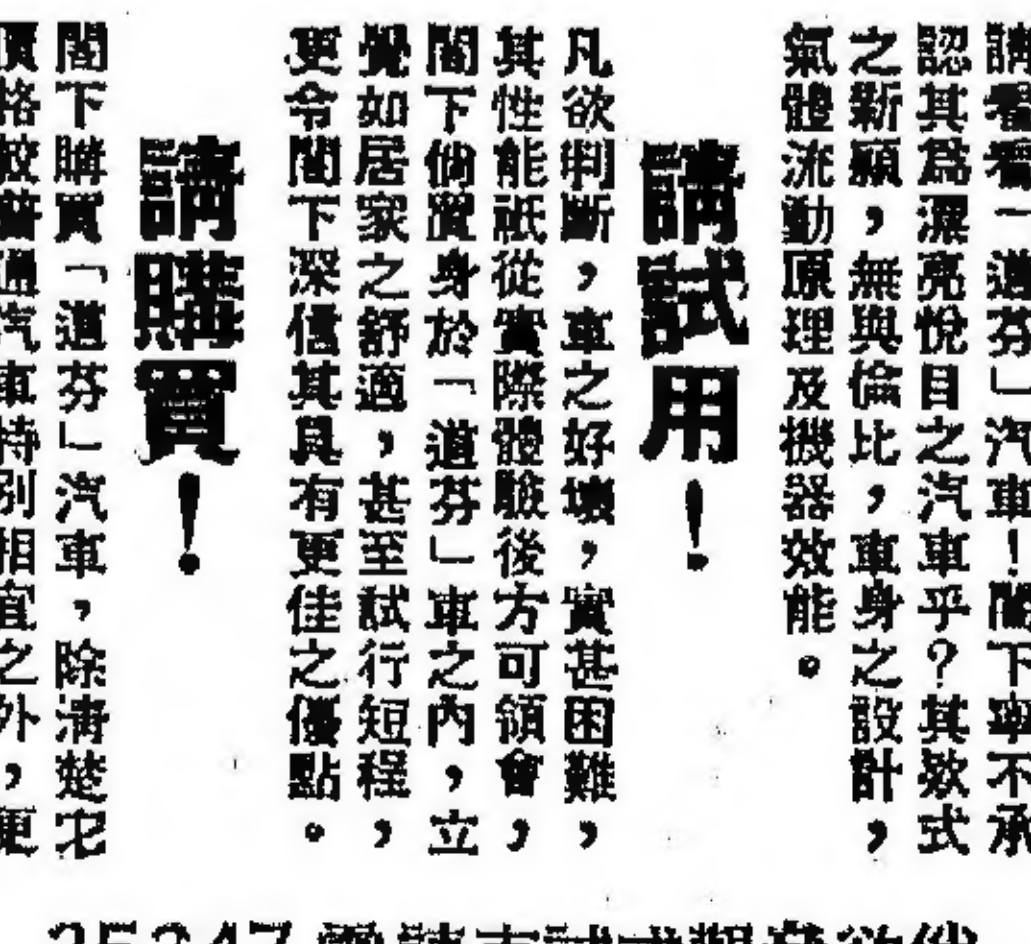 請看看「道芬」汽車！閣下寧不承
認其為漂亮悅目之汽車乎？其欵式
之新頴，無與倫比，車身之設計，
氣體流動原理及機器效能。
請試用！
凡欲判斷，車之好壞，實甚困難，
其性能祇從實際體驗後方可領會，
閣下倘置身於「道芬」車之內，立
覺如居家之舒適，甚至試行短程，
更令閣下深信其具有更佳之優點。
請購買！
閣下購買「道芬」汽車，除清楚它
價格較普通汽車特別相宜之外，更
35247